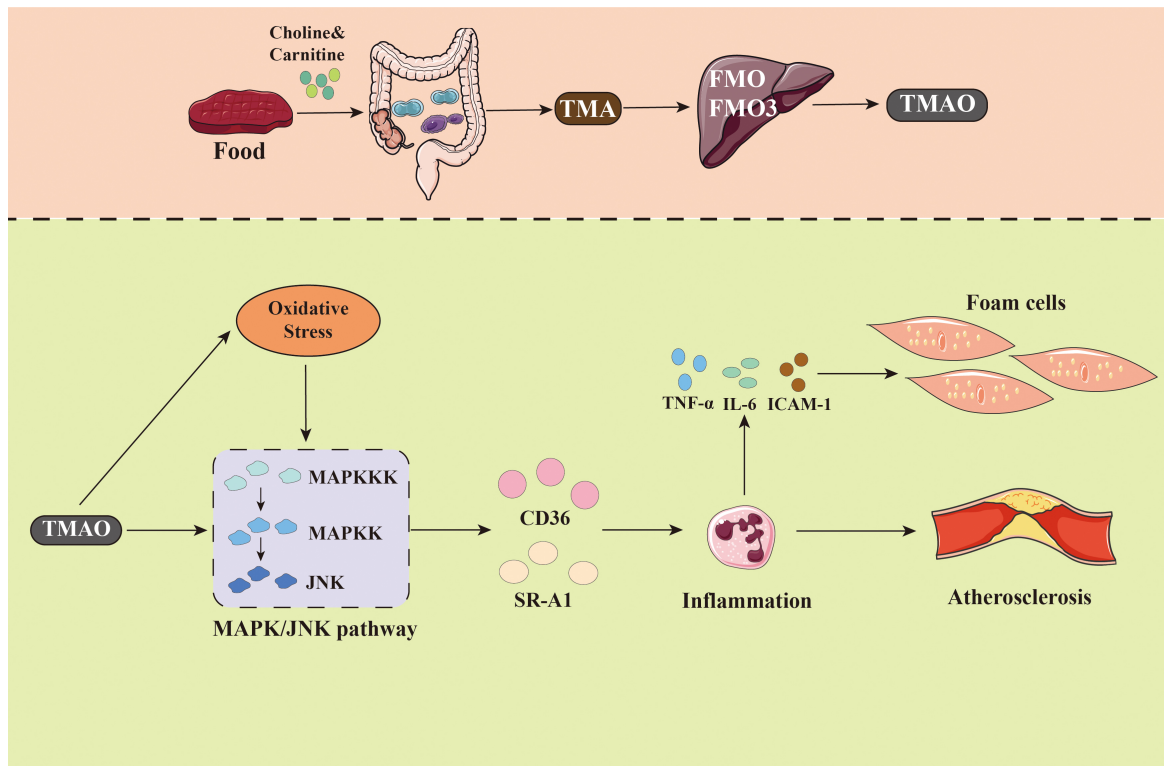 Choline&
Carnitine
Food
TMA
FMO
FMO3
TMAO
Oxidative
Stress
TMAO
MAPKKK
MAPKK
JNK
MAPK/JNK pathway
CD36
SR-A1
Inflammation
TNF-α IL-6 ICAM-1
Foam cells
Atherosclerosis